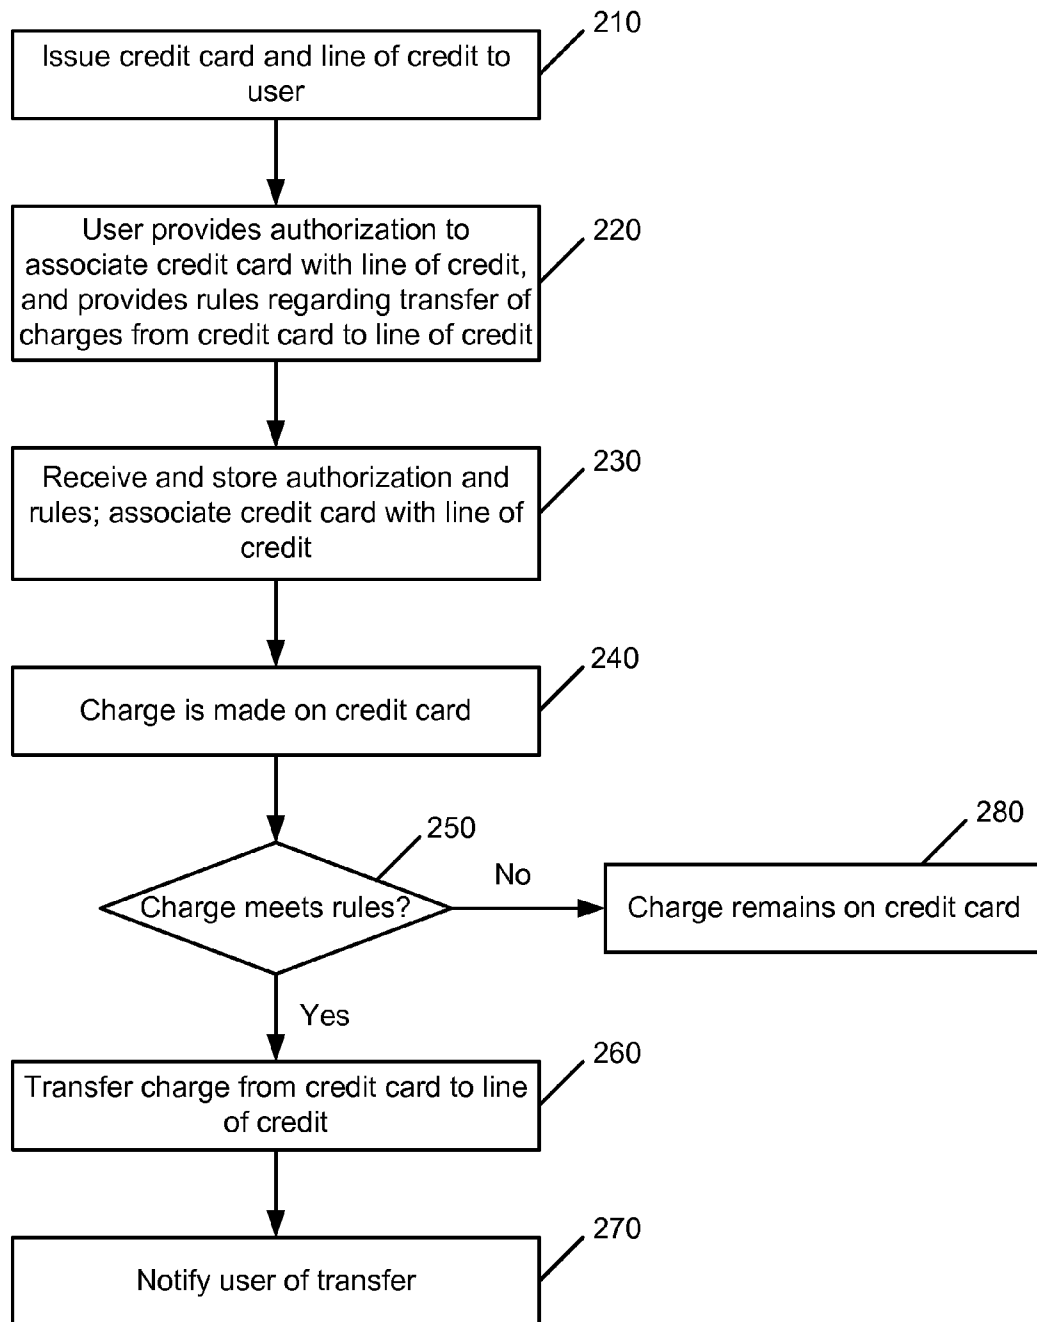 210
Issue credit card and line of credit to
user
220
User provides authorization to
associate credit card with line of credit,
and provides rules regarding transfer of
charges from credit card to line of credit
230
Receive and store authorization and
rules; associate credit card with line of
credit
240
Charge is made on credit card
250
Charge meets rules?
No
280
Charge remains on credit card
Yes
260
Transfer charge from credit card to line
of credit
270
Notify user of transfer